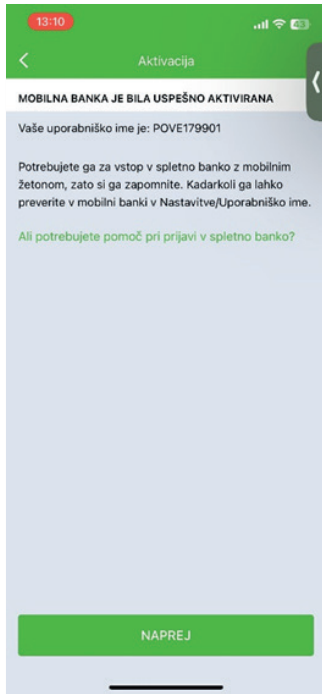 13:10
43
Aktivacija
MOBILNA BANKA JE BILA USPEŠNO AKTIVIRANA
Vaše uporabniško ime je: POVE179901
Potrebujete ga za vstop v spletno banko z mobilnim
žetonom, zato si ga zapomnite. Kadarkoli ga lahko
preverite v mobilni banki v Nastavitve/Uporabniško ime.
Ali potrebujete pomoč pri prijavi v spletno banko?
NAPREJ